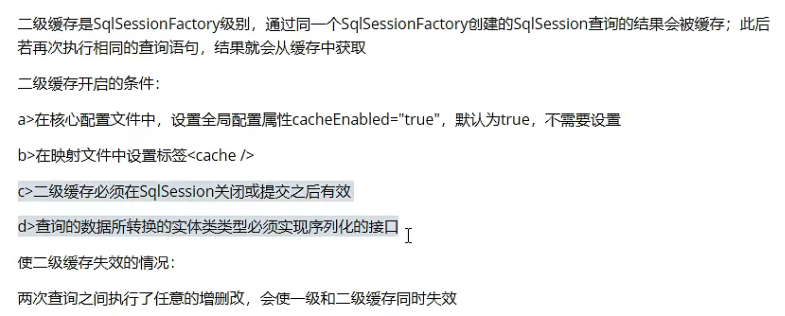 二级缓存是SqlSessionFactory级别，通过同一个SqlSessionFactory创建的SqlSession查询的结果会被缓存；此后
若再次执行相同的查询语句，结果就会从缓存中获取
二级缓存开启的条件：
a>在核心配置文件中，设置全局配置属性cacheEnabled="true"，默认为true，不需要设置
b>在映射文件中设置标签<cache />
c>二级缓存必须在SqlSession关闭或提交之后有效
d>查询的数据所转换的实体类类型必须实现序列化的接口
使二级缓存失效的情况：
两次查询之间执行了任意的增删改，会使一级和二级缓存同时失效